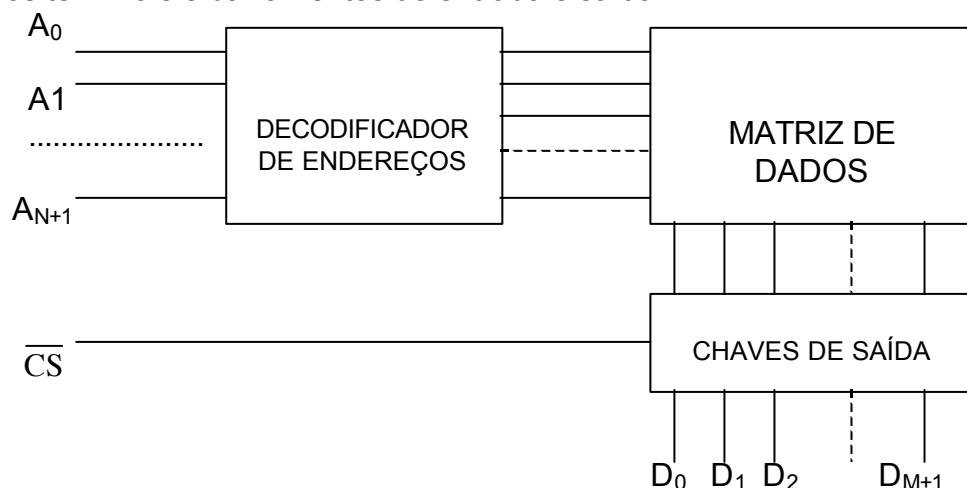 A0
A1
DECODIFICADOR
DE ENDEREÇOS
MATRIZ DE
DADOS
......................
AN+1
CS
CHAVES DE SAÍDA
D0 D1 D2 DM+1